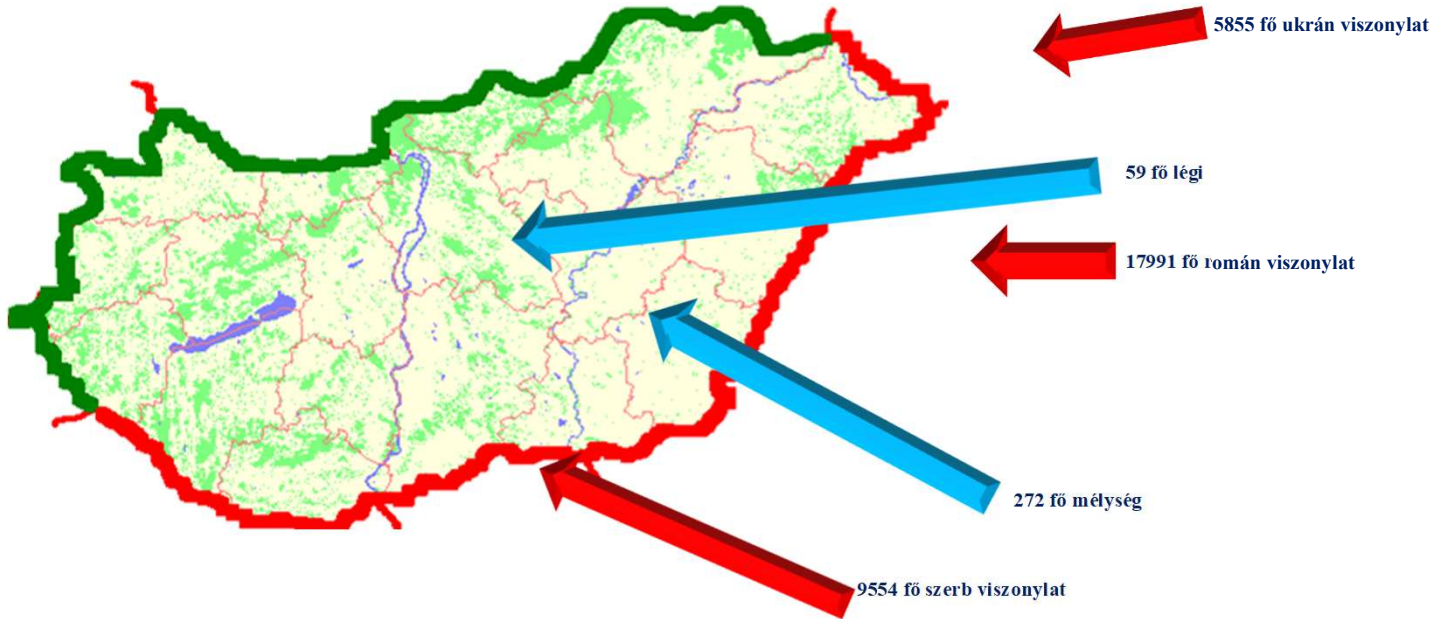 5855 fő ukrán viszonylat
59 fő légi
17991 fő román viszonylat
272 fő mélység
9554 fő szerb viszonylat